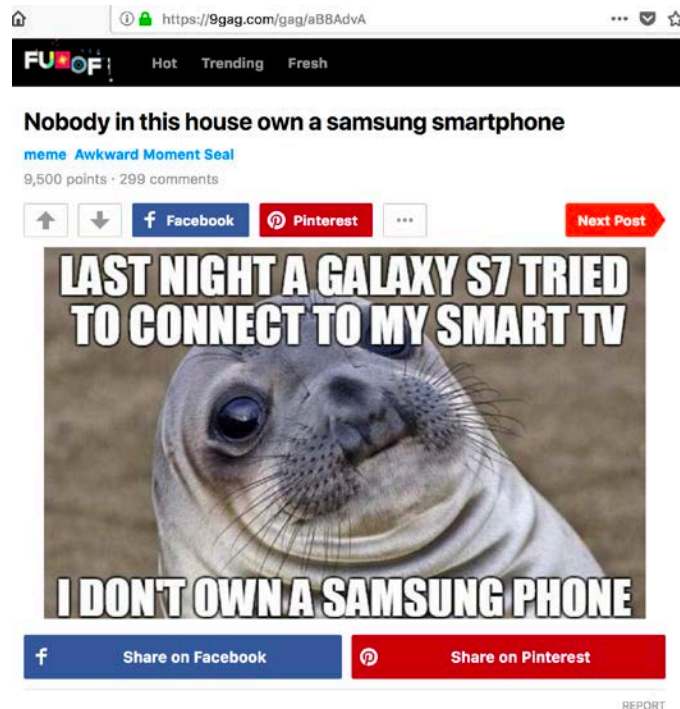 https://9gag.com/gag/aB8AdvA
Hot Trending Fresh
Nobody in this house own a samsung smartphone
meme Awkward Moment Seal
9,500 points · 299 comments
f Facebook Pinterest ••• Next Post
LAST NIGHT A GALAXY S7 TRIED
TO CONNECT TO MY SMART TV
I DON'T OWN A SAMSUNG PHONE
f Share on Facebook Share on Pinterest
REPORT